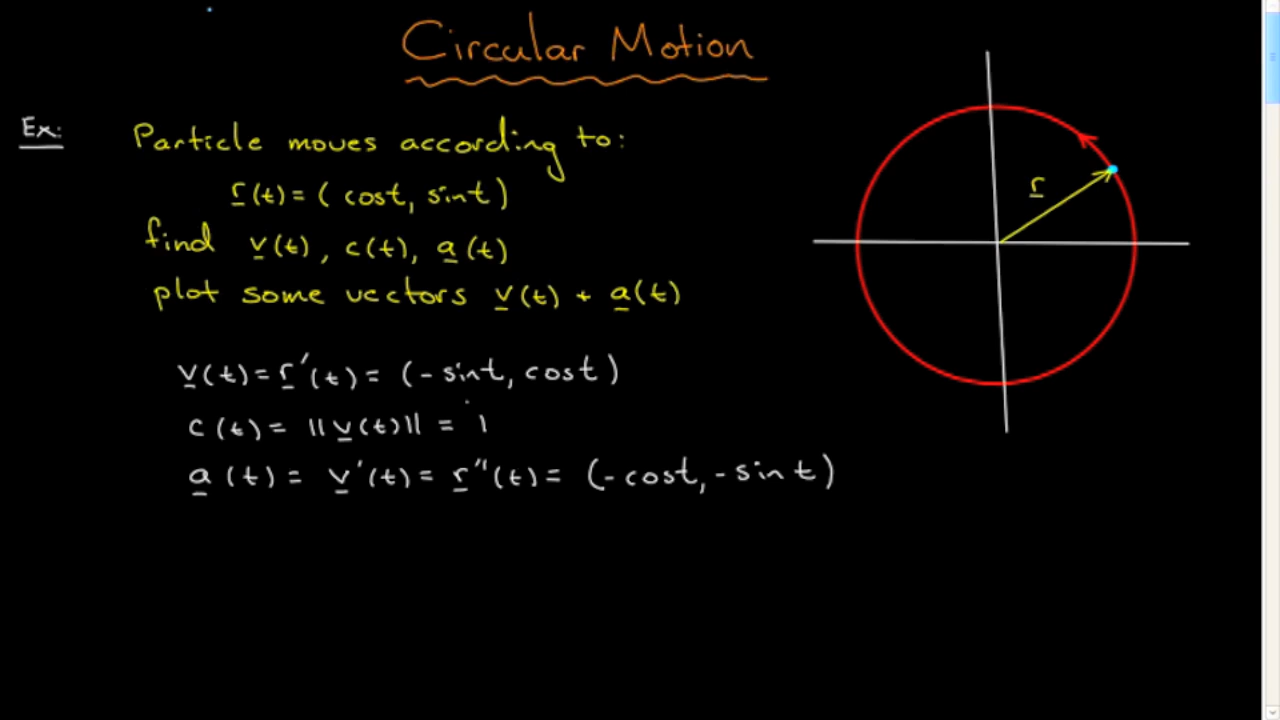 Circular Motion
Ex:
Particle moves according to:
r(t) = (cost, sint)
find v(t), c(t), a(t)
plot some vectors v(t) + a(t)
r
v(t) = r'(t) = (-sint, cost)
c(t) = ||v(t)|| = 1
a(t) = v'(t) = r''(t) = (-cost, -sint)